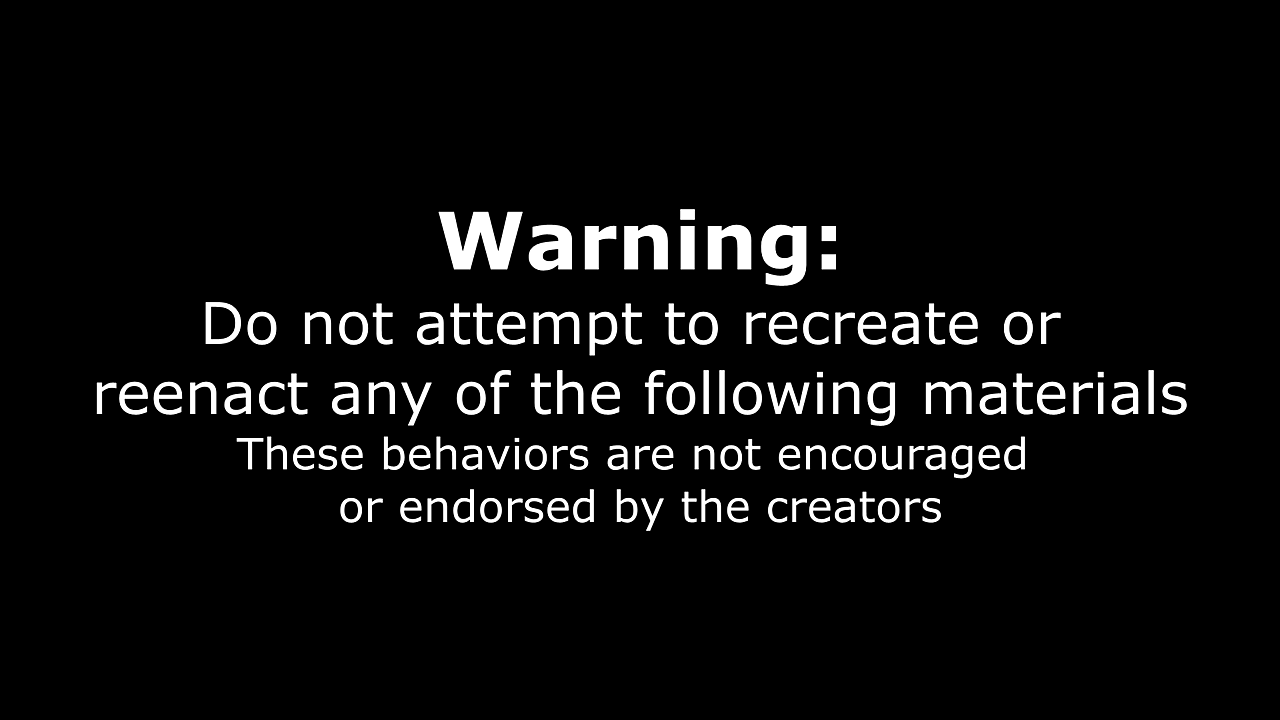 Warning:
Do not attempt to recreate or
reenact any of the following materials
These behaviors are not encouraged
or endorsed by the creators